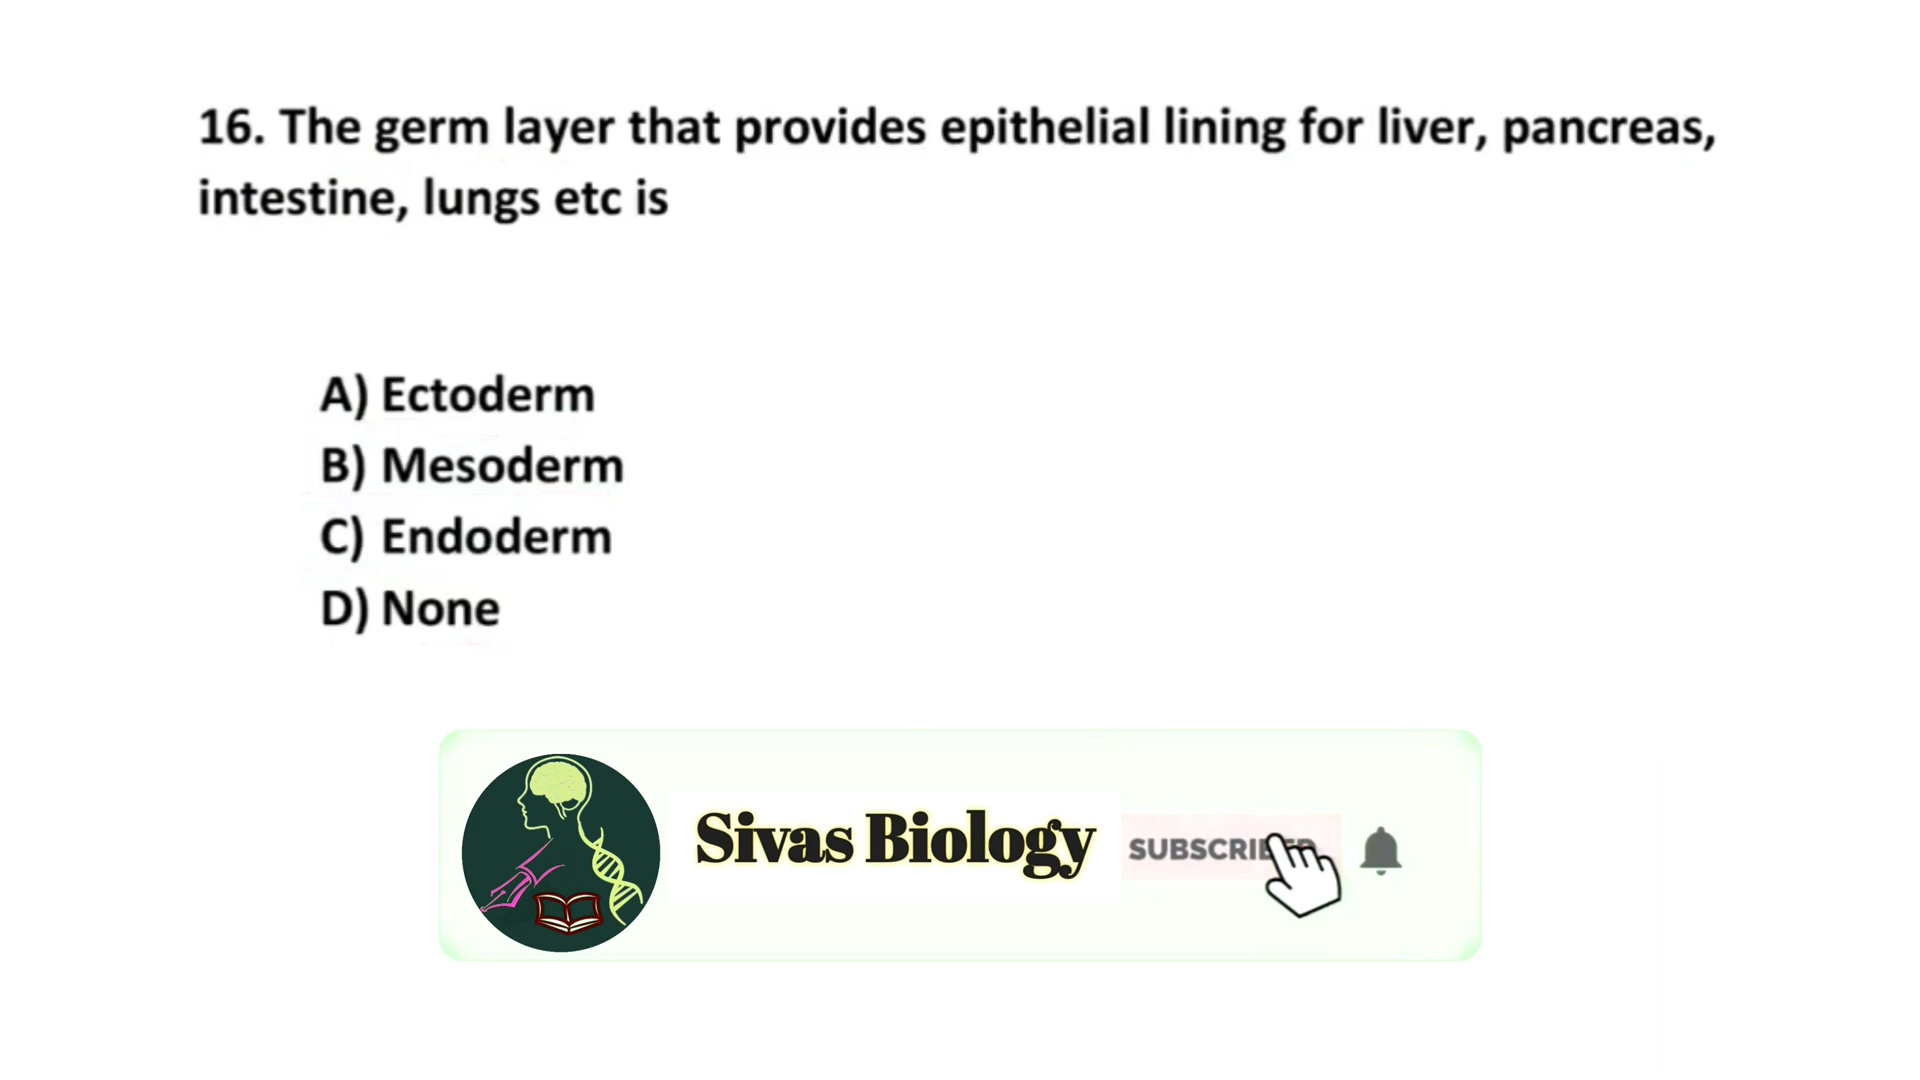 16. The germ layer that provides epithelial lining for liver, pancreas,
intestine, lungs etc is
A) Ectoderm
B) Mesoderm
C) Endoderm
D) None
Sivas Biology